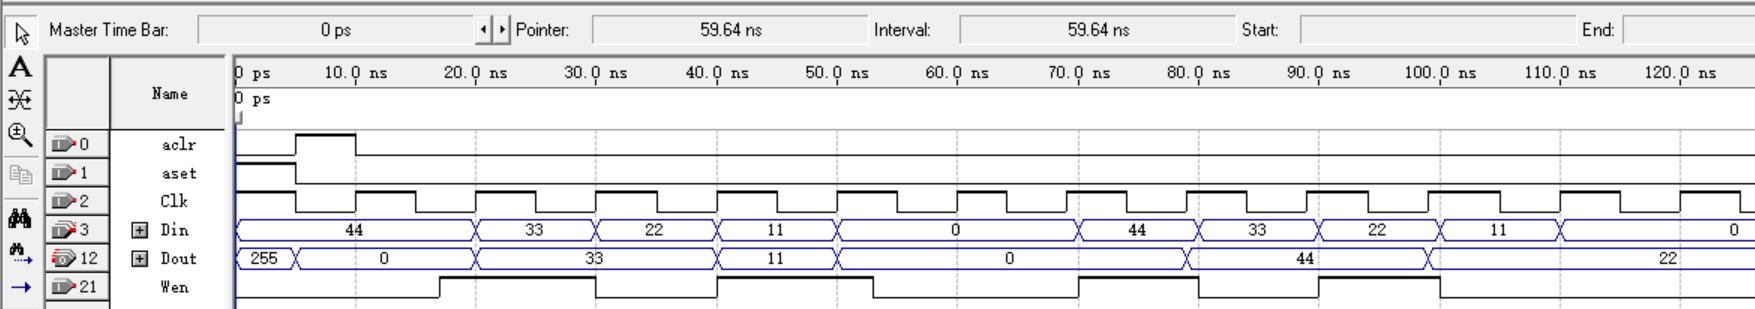 Master Time Bar: 0 ps Pointer: 59.64 ns Interval: 59.64 ns Start: End:
A
Name
0 ps 10.0 ns 20.0 ns 30.0 ns 40.0 ns 50.0 ns 60.0 ns 70.0 ns 80.0 ns 90.0 ns 100.0 ns 110.0 ns 120.0 ns
0 ps
0 aclr
1 aset
2 Clk
3 Din 44 33 22 11 0 44 33 22 11 0
12 Dout 255 0 33 11 0 44 22
21 Wen